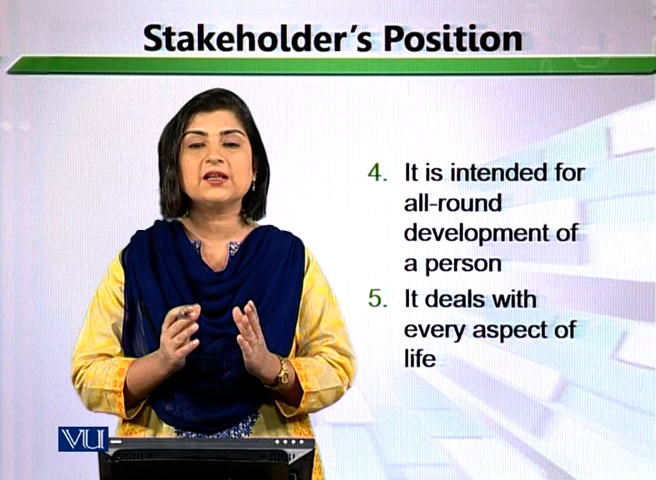 Stakeholder's Position
4. It is intended for
all-round
development of
a person
5. It deals with
every aspect of
life
VU